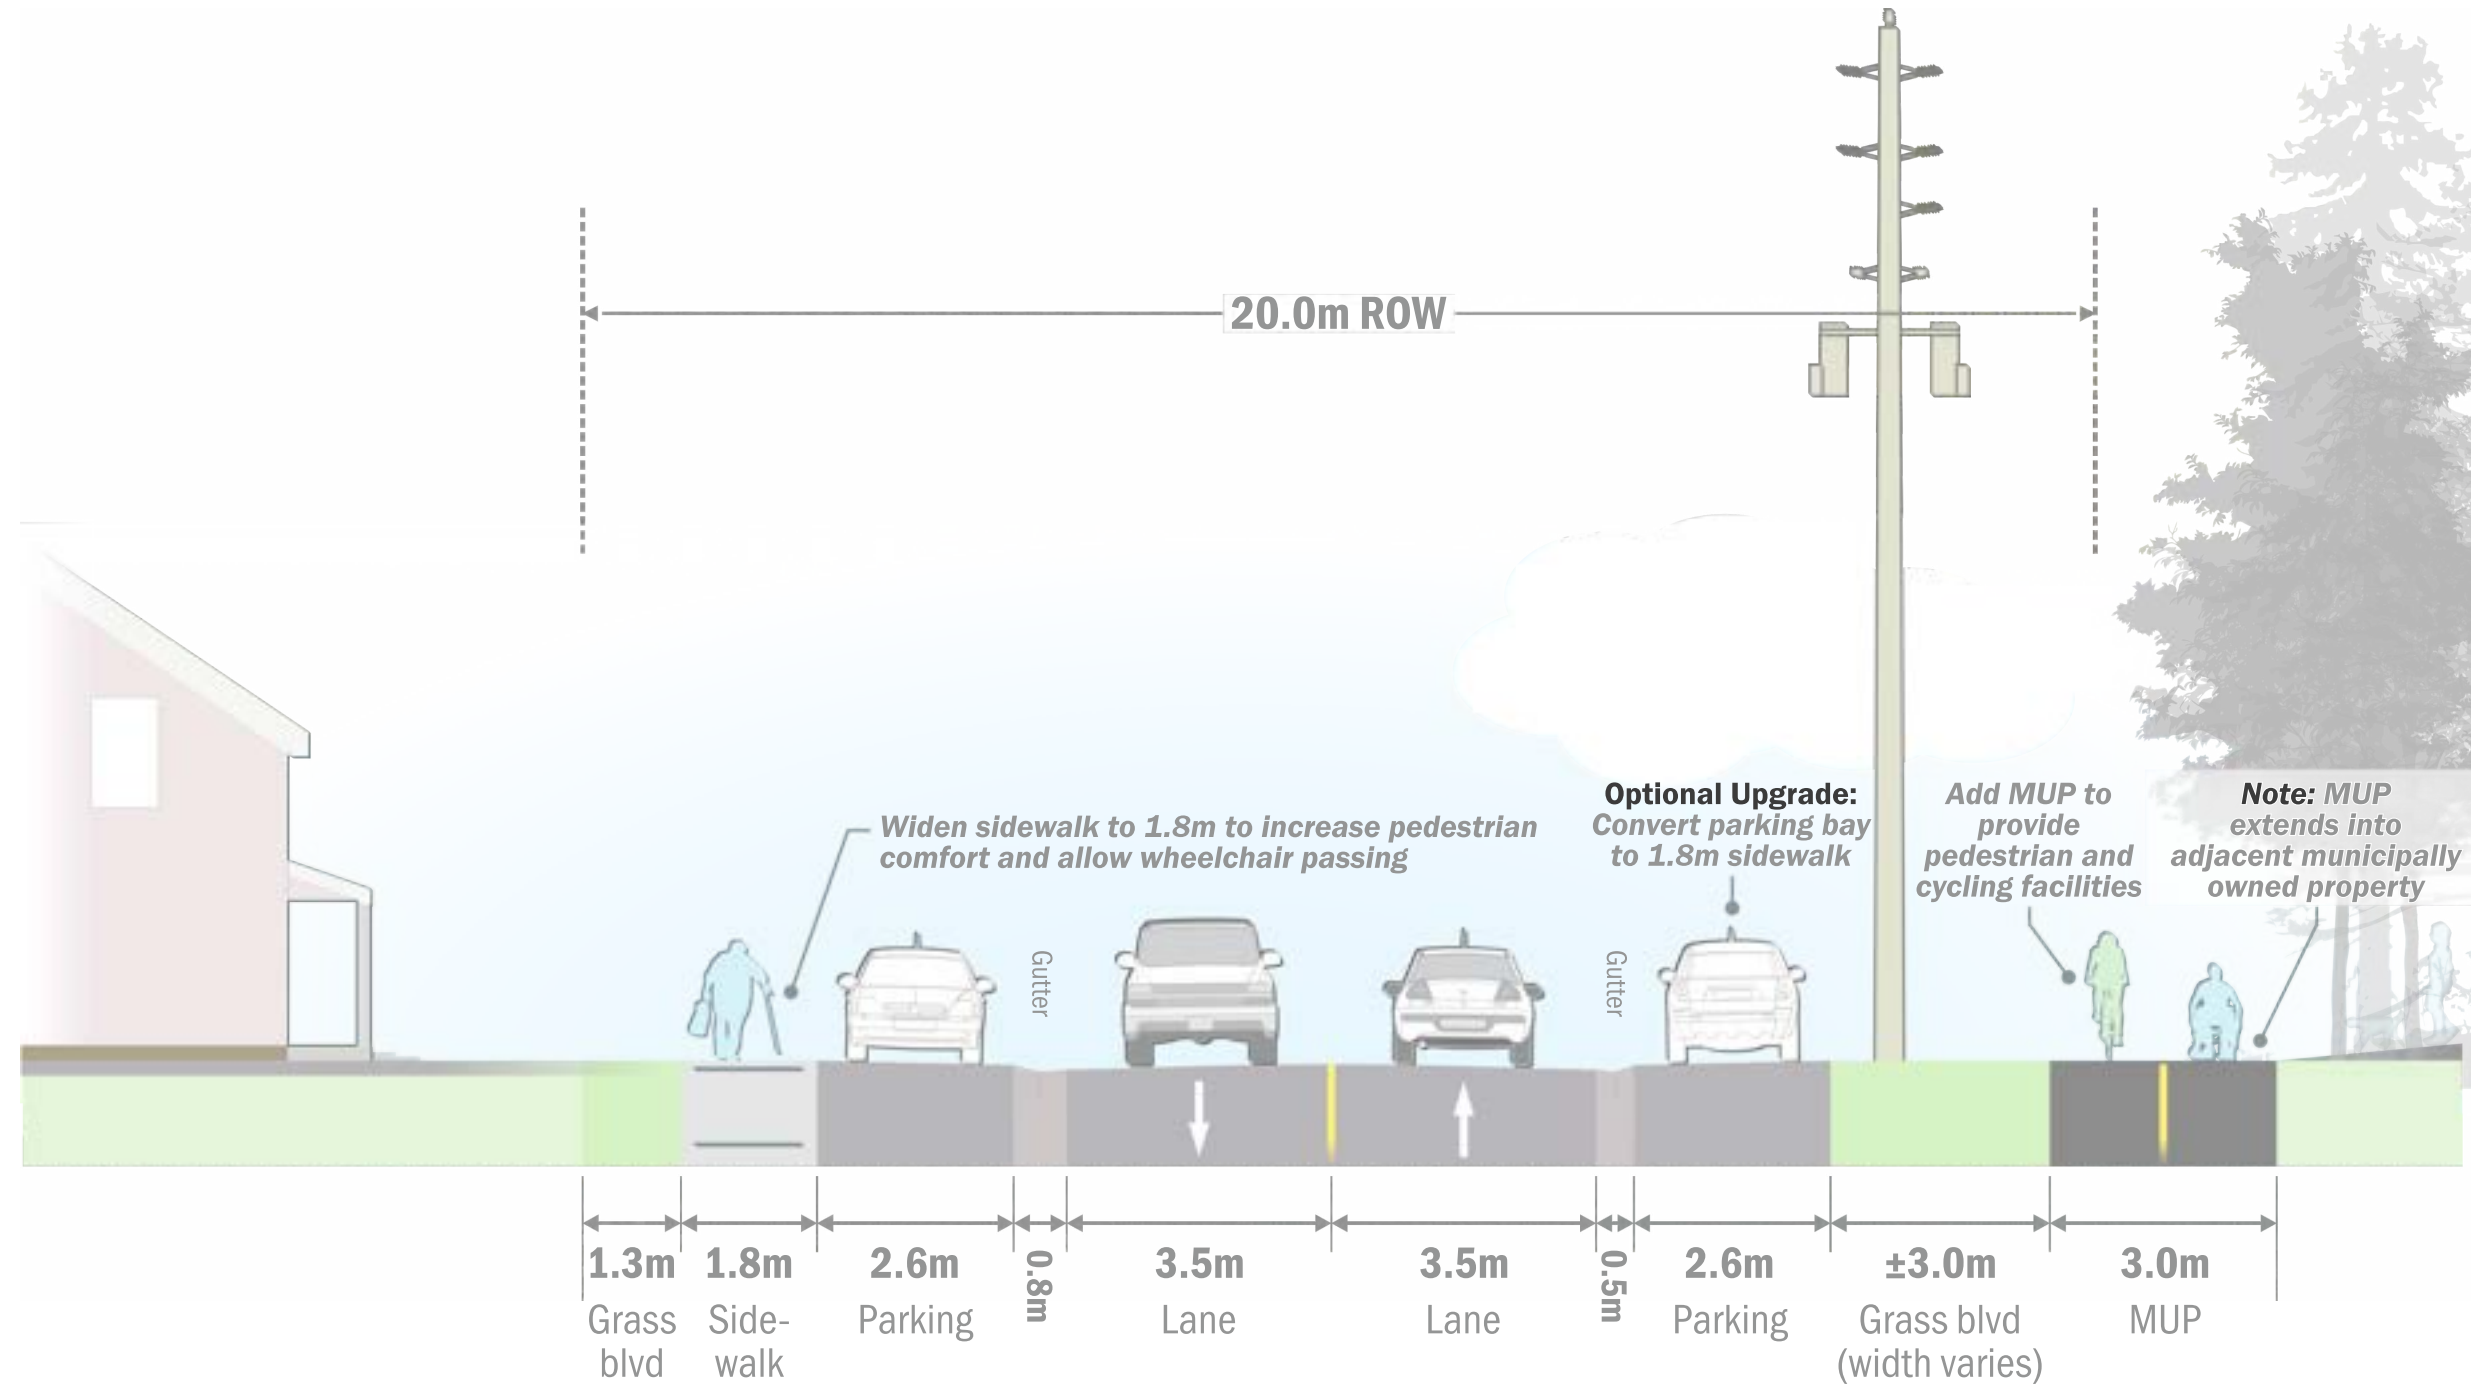 20.0m ROW
Widen sidewalk to 1.8m to increase pedestrian
comfort and allow wheelchair passing
Optional Upgrade:
Convert parking bay
to 1.8m sidewalk
Add MUP to
provide
pedestrian and
cycling facilities
Note: MUP
extends into
adjacent municipally
owned property
Gutter
Gutter
1.3m
Grass
blvd
1.8m
Side-
walk
2.6m
Parking
0.8m
3.5m
Lane
3.5m
Lane
0.5m
2.6m
Parking
±3.0m
Grass blvd
(width varies)
3.0m
MUP